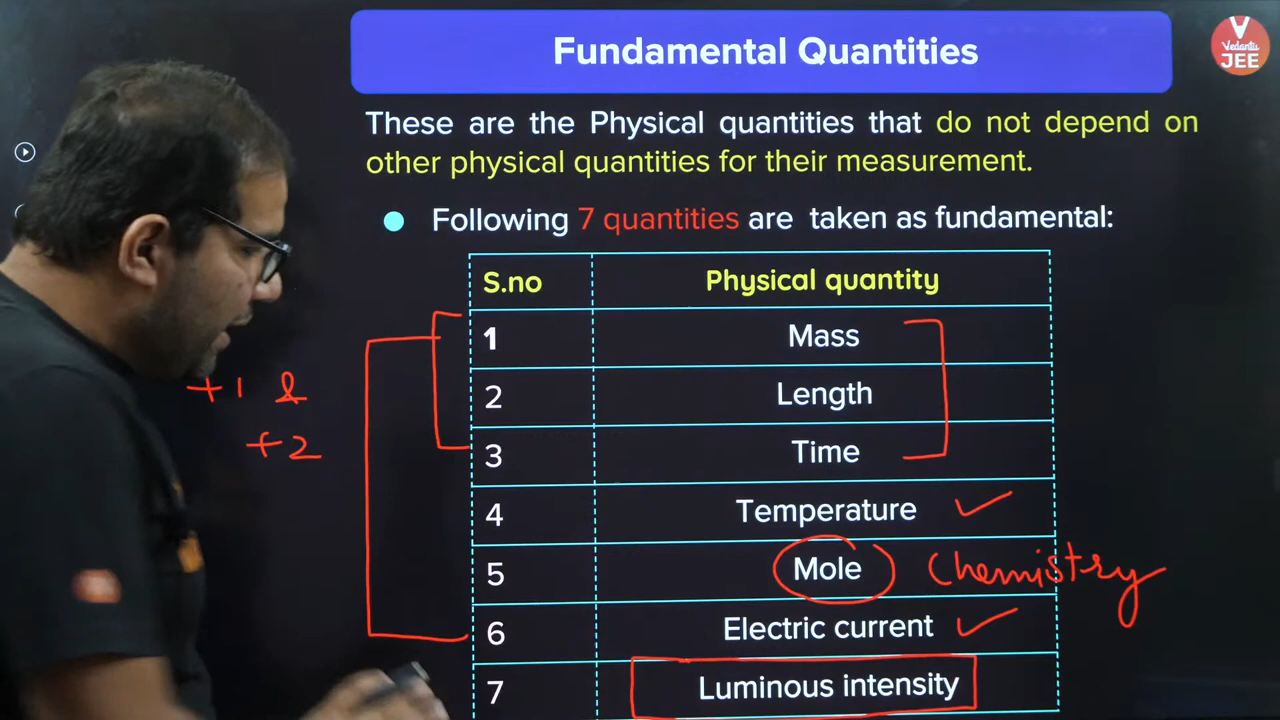 Fundamental Quantities
V
Vedantu
JEE
These are the Physical quantities that do not depend on
other physical quantities for their measurement.
Following 7 quantities are taken as fundamental:
S.no Physical quantity
1 Mass
2 Length
3 Time
4 Temperature
5 Mole Chemistry
6 Electric current
7 Luminous intensity
+1 &
+2